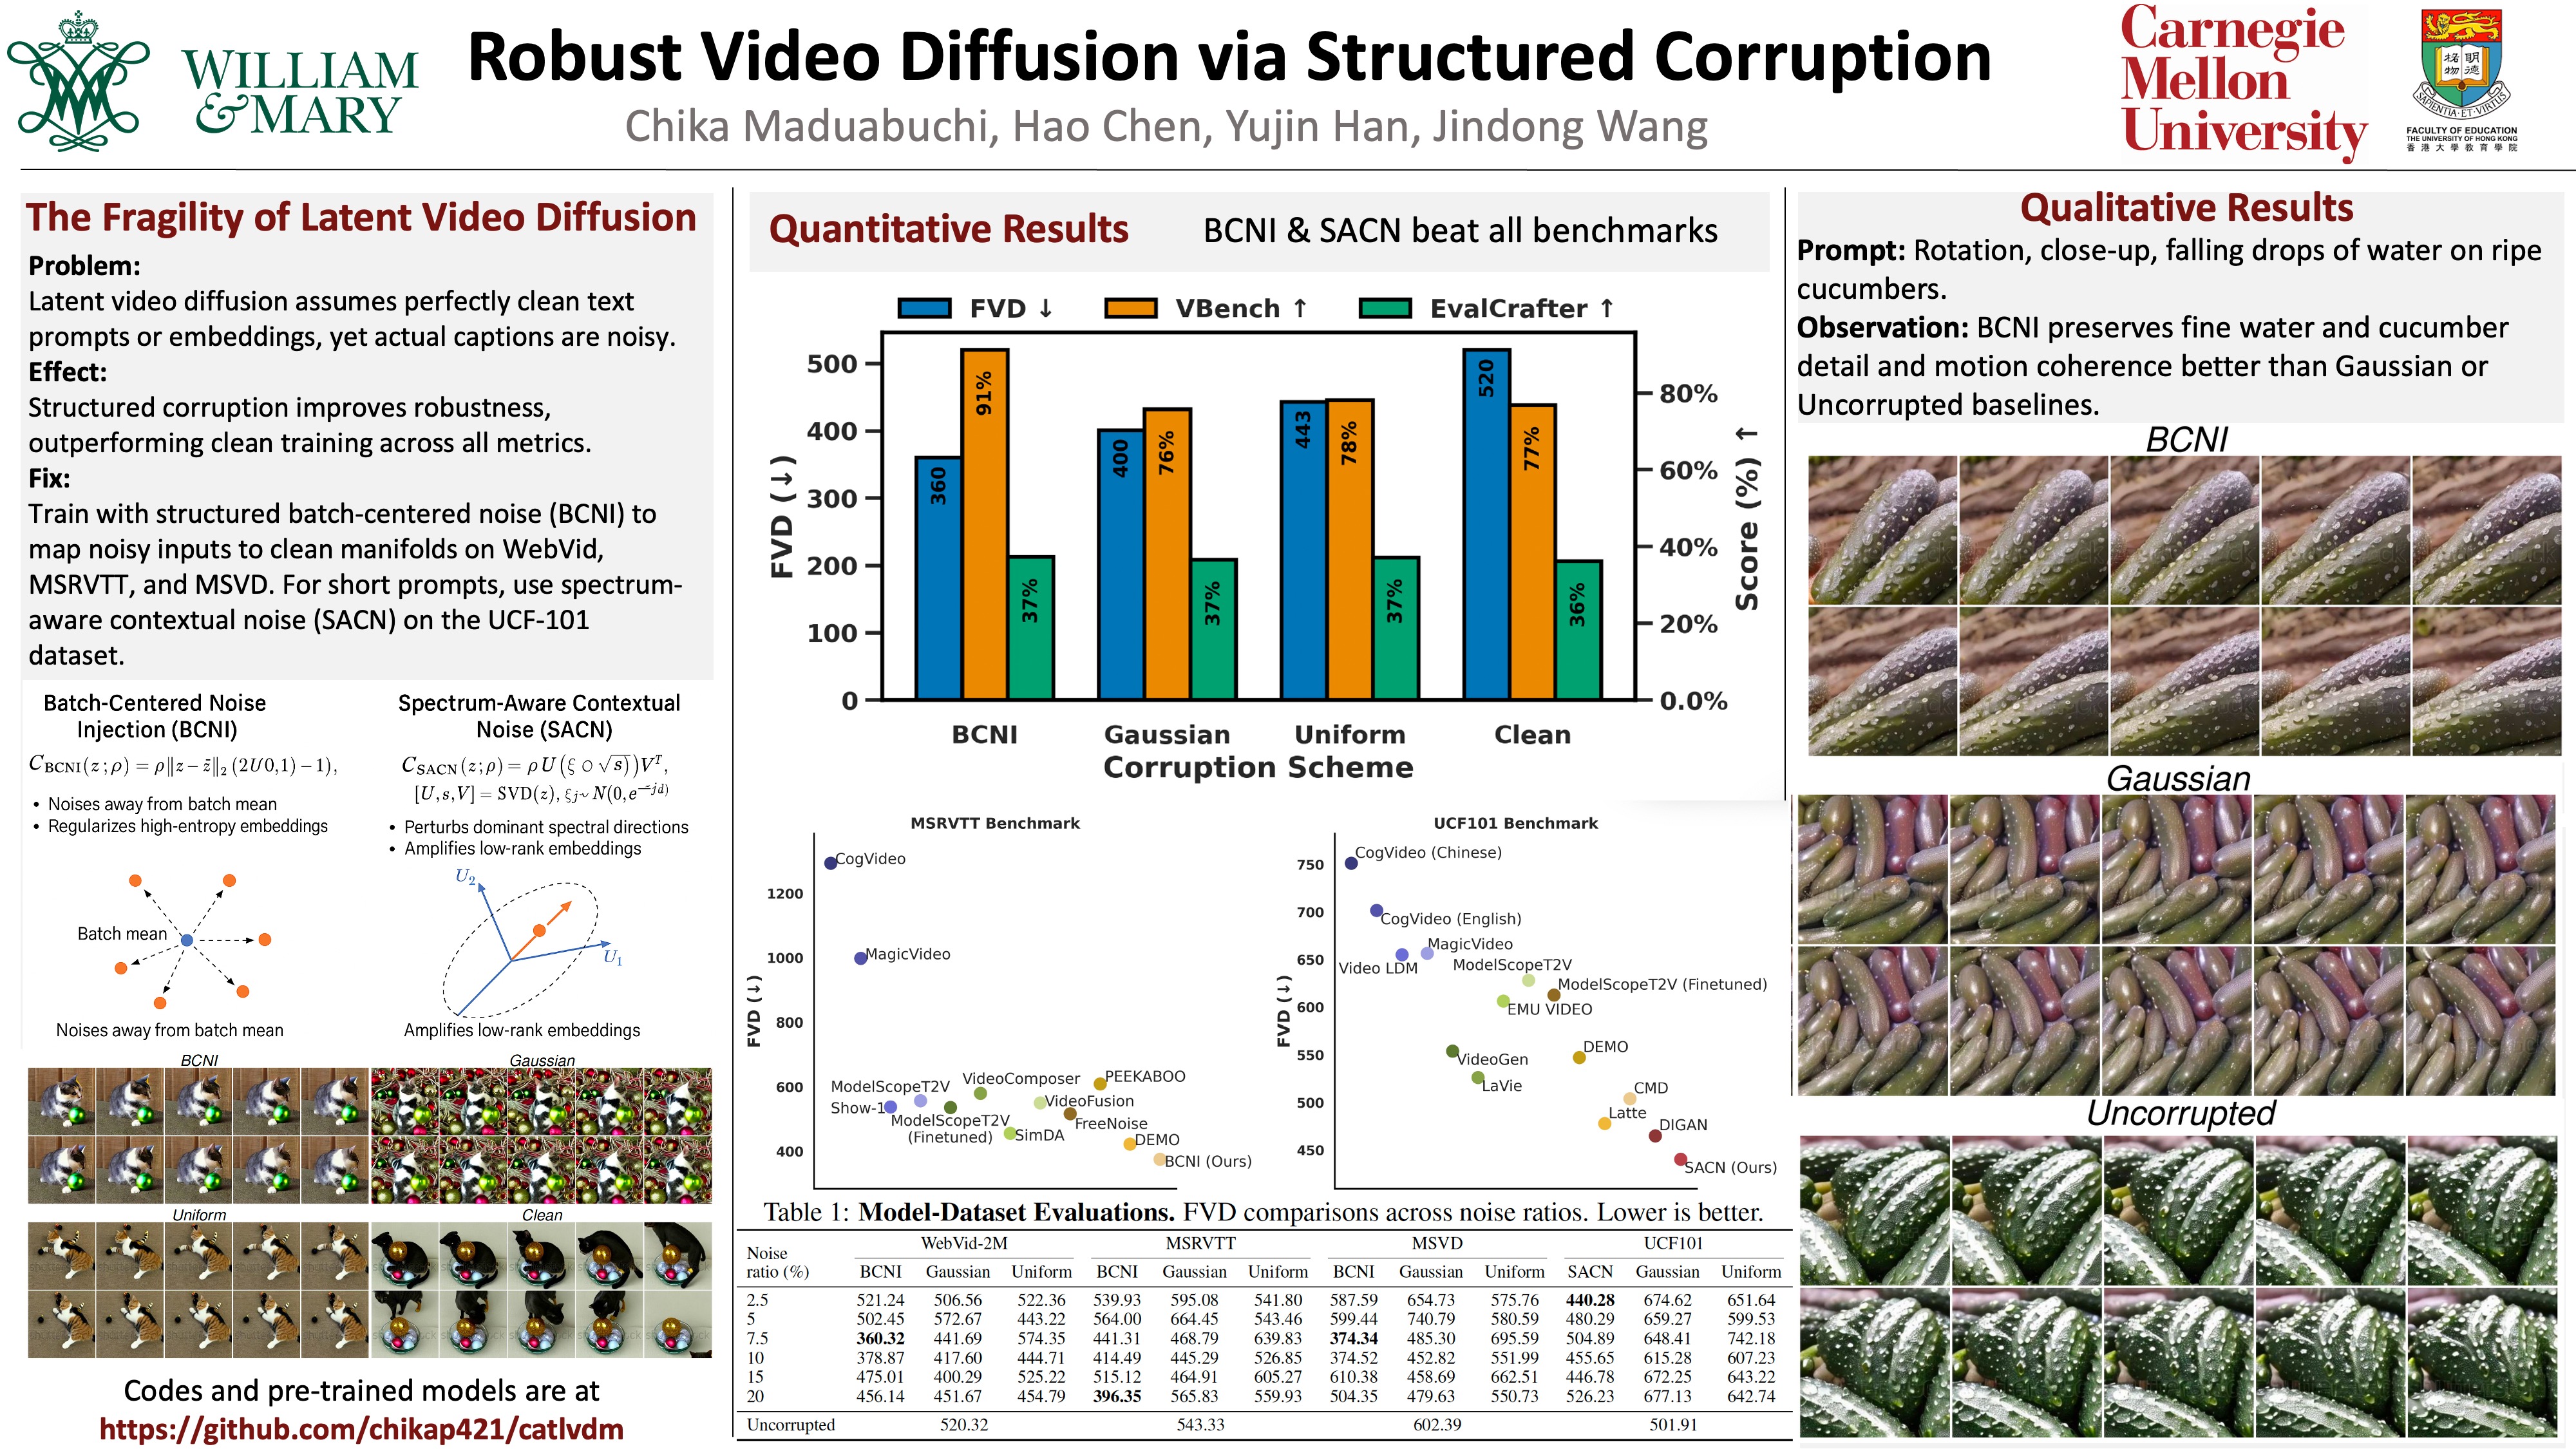 WILLIAM
& MARY
Robust Video Diffusion via Structured Corruption
Chika Maduabuchi, Hao Chen, Yujin Han, Jindong Wang
Carnegie
Mellon
University
SAPIENTIA·ET·VIRTUS
FACULTY OF EDUCATION
THE UNIVERSITY OF HONG KONG
香港大學教育學院
The Fragility of Latent Video Diffusion
Problem:
Latent video diffusion assumes perfectly clean text
prompts or embeddings, yet actual captions are noisy.
Effect:
Structured corruption improves robustness,
outperforming clean training across all metrics.
Fix:
Train with structured batch-centered noise (BCNI) to
map noisy inputs to clean manifolds on WebVid,
MSRVTT, and MSVD. For short prompts, use spectrum-
aware contextual noise (SACN) on the UCF-101
dataset.
Batch-Centered Noise
Injection (BCNI)
C_BCNI(z;ρ) = ρ‖z − z̄‖₂ (2U0,1) − 1),
• Noises away from batch mean
• Regularizes high-entropy embeddings
Batch mean
Noises away from batch mean
Spectrum-Aware Contextual
Noise (SACN)
C_SACN(z;ρ) = ρ U(ξ ○ √s))Vᵀ,
[U,s,V] = SVD(z), ξj~N(0,e^−jd)
• Perturbs dominant spectral directions
• Amplifies low-rank embeddings
U₂
U₁
Amplifies low-rank embeddings
BCNI Gaussian
Uniform Clean
Codes and pre-trained models are at
https://github.com/chikap421/catlvdm
Quantitative Results BCNI & SACN beat all benchmarks
FVD ↓ VBench ↑ EvalCrafter ↑
FVD (↓)
500
400
300
200
100
0
360 91% 37%
400 76% 37%
443 78% 37%
520 77% 36%
80%
60%
40%
20%
0.0%
Score (%) ↑
BCNI Gaussian Uniform Clean
Corruption Scheme
MSRVTT Benchmark
FVD (↓)
1200
1000
800
600
400
CogVideo
MagicVideo
ModelScopeT2V
VideoComposer
PEEKABOO
Show-1
VideoFusion
ModelScopeT2V
(Finetuned)
SimDA
FreeNoise
DEMO
BCNI (Ours)
UCF101 Benchmark
FVD (↓)
750
700
650
600
550
500
450
CogVideo (Chinese)
CogVideo (English)
MagicVideo
Video LDM
ModelScopeT2V
ModelScopeT2V (Finetuned)
EMU VIDEO
DEMO
VideoGen
LaVie
CMD
Latte
DIGAN
SACN (Ours)
Table 1: Model-Dataset Evaluations. FVD comparisons across noise ratios. Lower is better.
Noise
ratio (%)
WebVid-2M MSRVTT MSVD UCF101
BCNI Gaussian Uniform BCNI Gaussian Uniform BCNI Gaussian Uniform SACN Gaussian Uniform
2.5 521.24 506.56 522.36 539.93 595.08 541.80 587.59 654.73 575.76 440.28 674.62 651.64
5 502.45 572.67 443.22 564.00 664.45 543.46 599.44 740.79 580.59 480.29 659.27 599.53
7.5 360.32 441.69 574.35 441.31 468.79 639.83 374.34 485.30 695.59 504.89 648.41 742.18
10 378.87 417.60 444.71 414.49 445.29 526.85 374.52 452.82 551.99 455.65 615.28 607.23
15 475.01 400.29 525.22 515.12 464.91 605.27 610.38 458.69 662.51 446.78 672.25 643.22
20 456.14 451.67 454.79 396.35 565.83 559.93 504.35 479.63 550.73 526.23 677.13 642.74
Uncorrupted 520.32 543.33 602.39 501.91
Qualitative Results
Prompt: Rotation, close-up, falling drops of water on ripe
cucumbers.
Observation: BCNI preserves fine water and cucumber
detail and motion coherence better than Gaussian or
Uncorrupted baselines.
BCNI
Gaussian
Uncorrupted